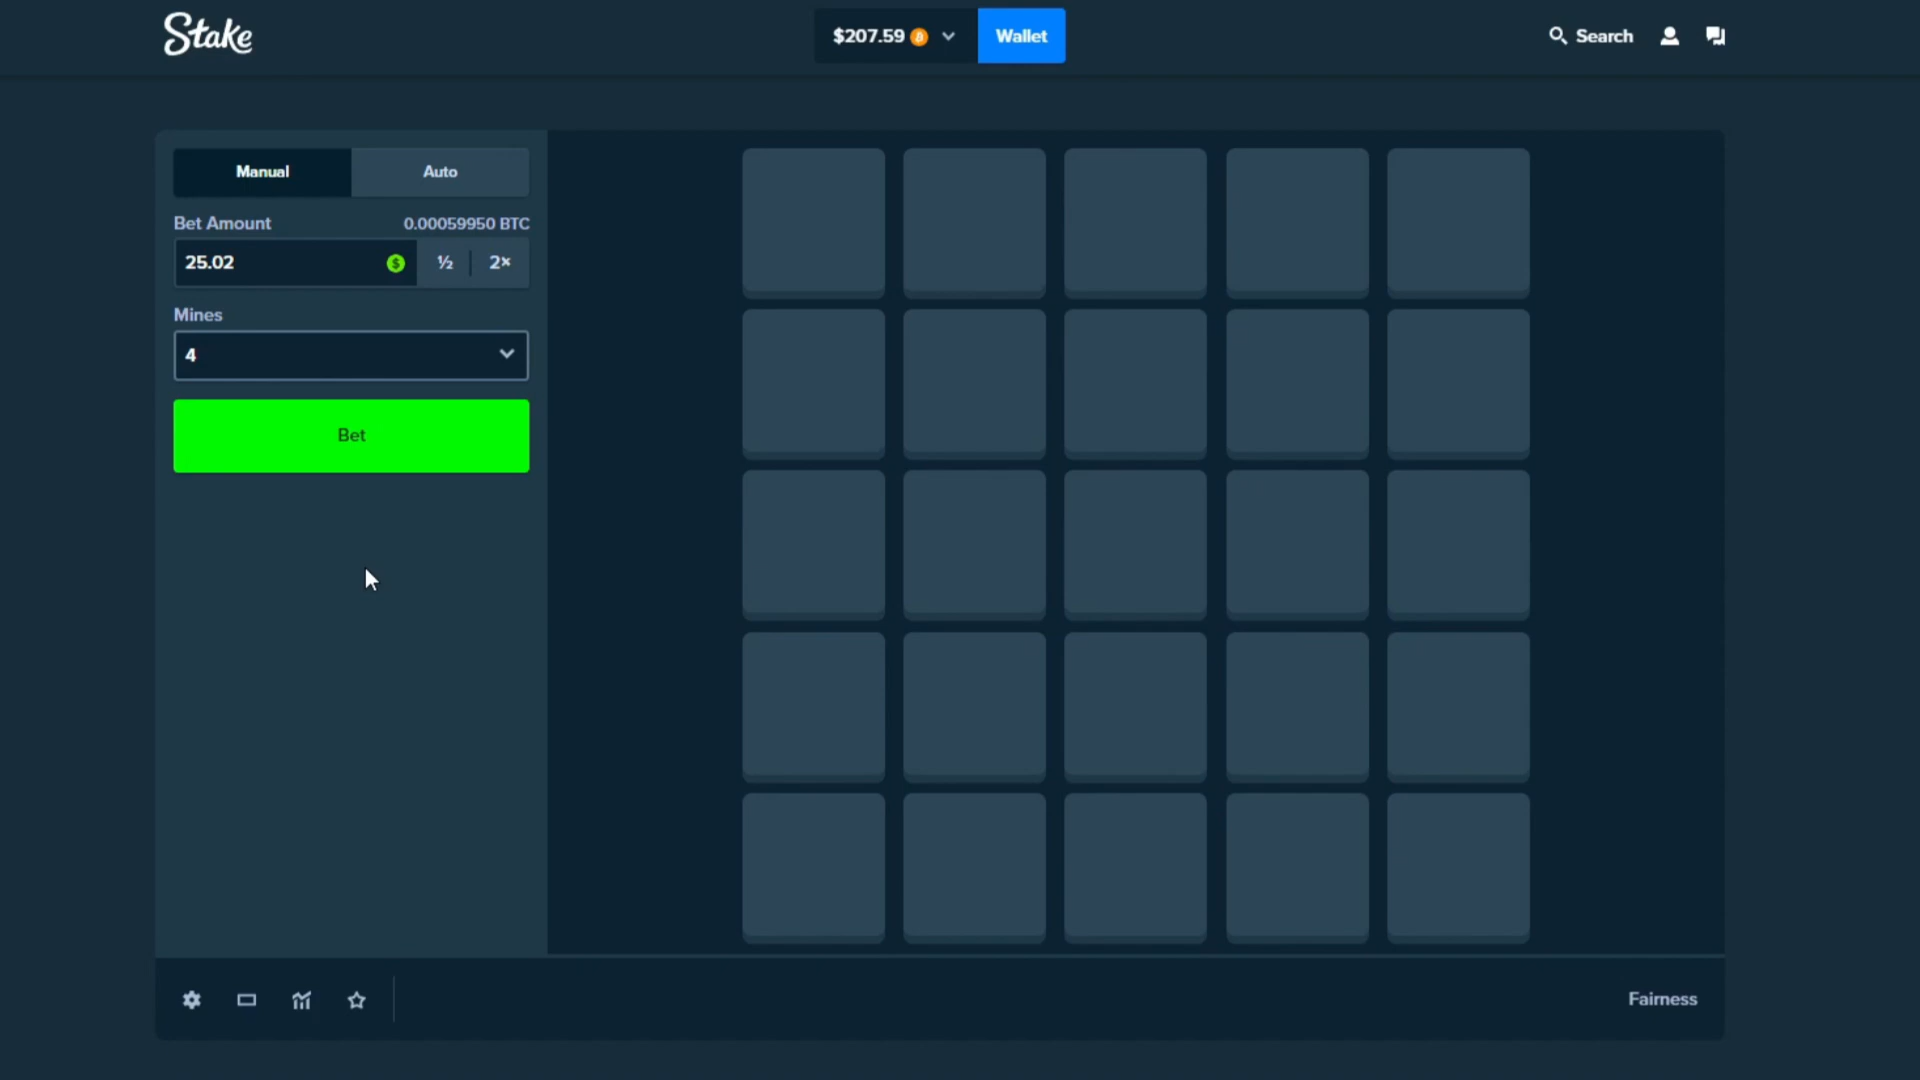 Stake
$207.59
Wallet
Search
Manual
Auto
Bet Amount
0.00059950 BTC
25.02
½
2×
Mines
4
Bet
Fairness